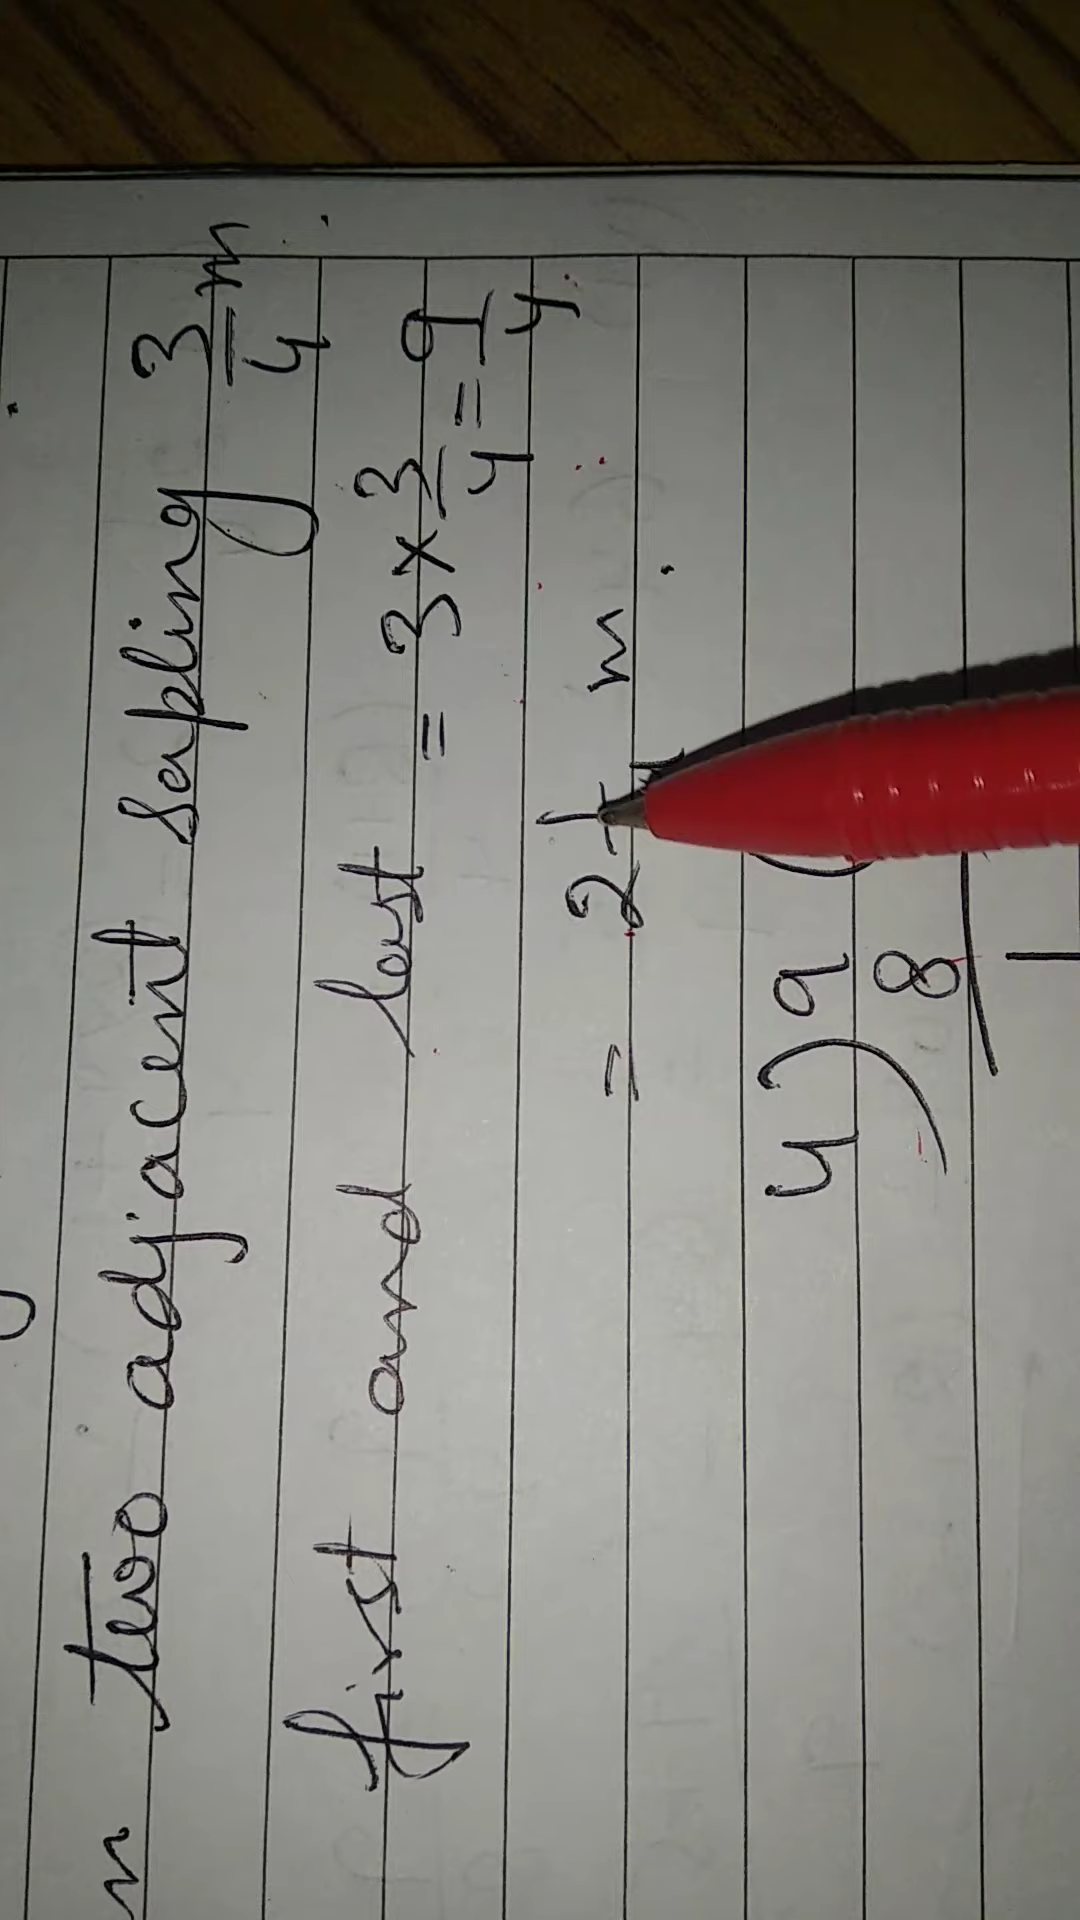 n two adjacent sapling 3/4 m.
first and last = 3 × 3/4 = 9/4
= 2 1/4 m.
4)9(
8
1